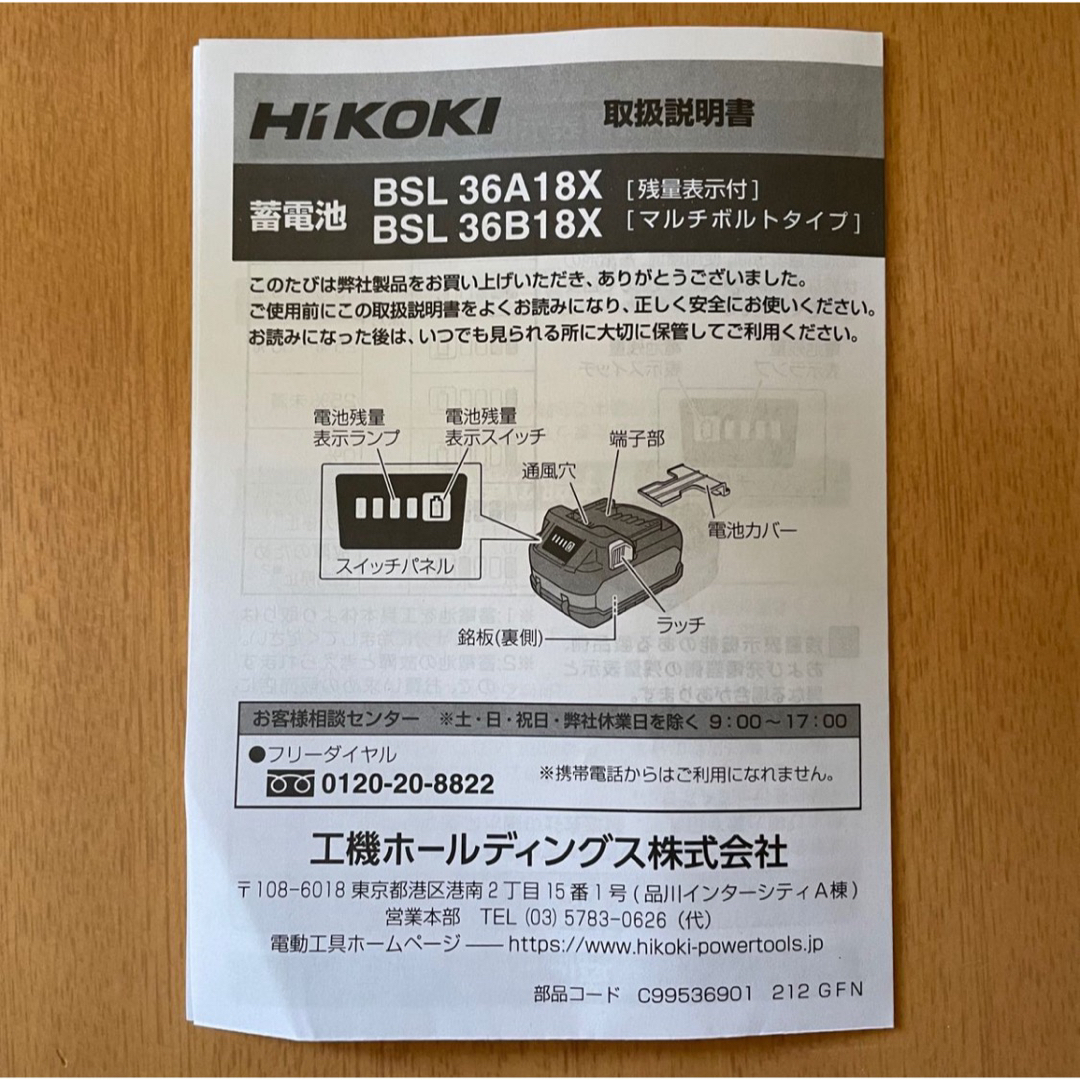 HiKOKI 取扱説明書
蓄電池 BSL 36A18X [残量表示付]
BSL 36B18X [マルチボルトタイプ]
このたびは弊社製品をお買い上げいただき、ありがとうございました。
ご使用前にこの取扱説明書をよくお読みになり、正しく安全にお使いください。
お読みになった後は、いつでも見られる所に大切に保管してご利用ください。
電池残量
表示ランプ
電池残量
表示スイッチ
端子部
通風穴
電池カバー
スイッチパネル
ラッチ
銘板(裏側)
お客様相談センター ※土・日・祝日・弊社休業日を除く 9:00〜17:00
●フリーダイヤル
0120-20-8822 ※携帯電話からはご利用になれません。
工機ホールディングス株式会社
〒108-6018 東京都港区港南2丁目15番1号(品川インターシティA棟)
営業本部 TEL (03) 5783-0626 (代)
電動工具ホームページ――https://www.hikoki-powertools.jp
部品コード C99536901 212 GFN